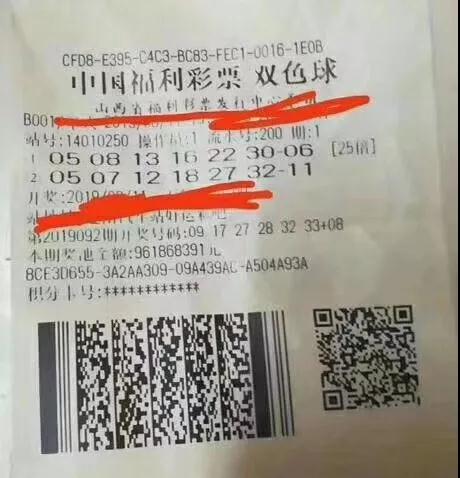 CFD8-E395-C4C3-BC83-FEC1-0016-1E0B
中国福利彩票 双色球
山西省福利彩票发行中心
B001
站号:14010250 操作员:1 流水号:200 期:1
1 05 08 13 16 22 30-06 [25倍]
2 05 07 12 18 27 32-11
开奖:2019
第2019092期开奖号码:09 17 27 28 32 33+08
本期奖池金额:961868391元
8CE3D655-3A2AA309-09A439AC-A504A93A
积分卡号:************